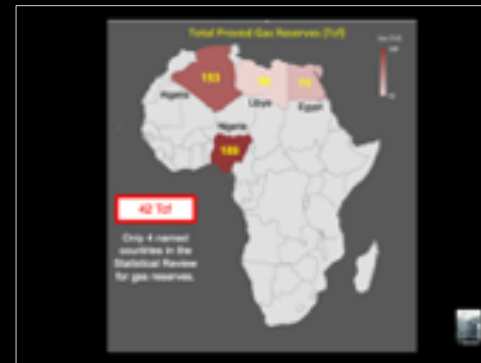 Total Proved Gas Reserves (Tcf)
153
Algeria
Libya
Egypt
Nigeria
42 Tcf
Only 4 named
countries in the
Statistical Review
for gas reserves.